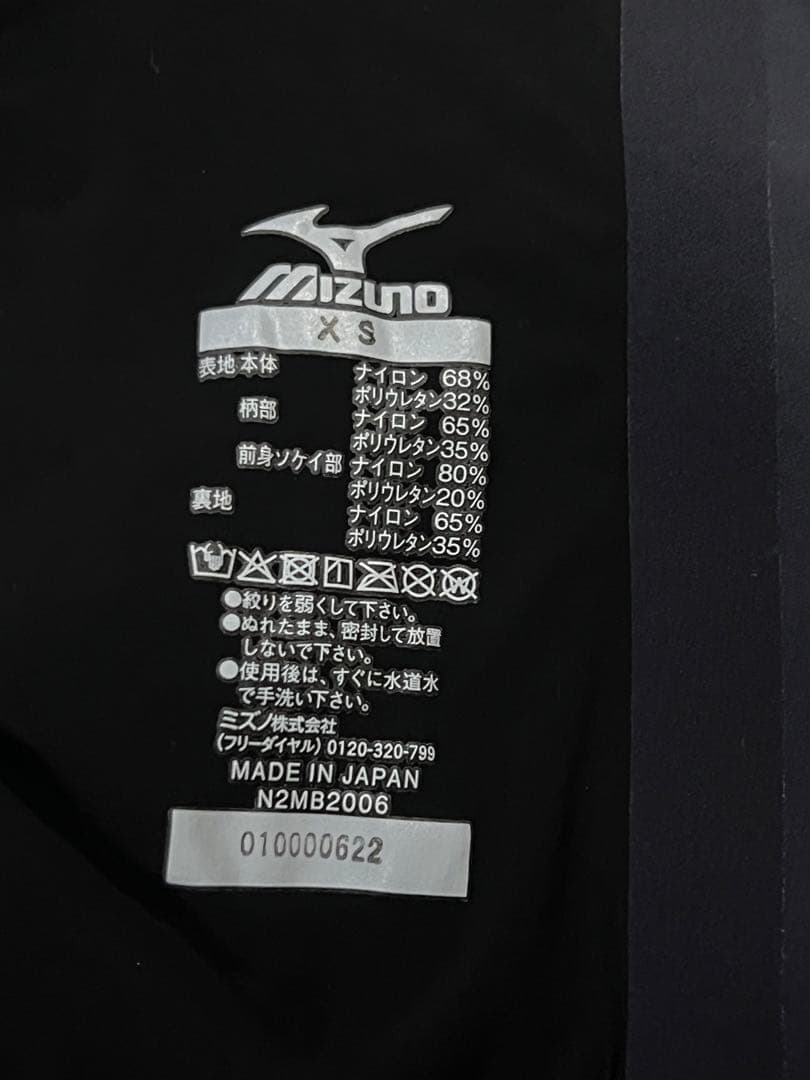 MIZUNO
XS
表地 本体 ナイロン 68%
ポリウレタン32%
柄部 ナイロン 65%
ポリウレタン35%
前身ソケイ部 ナイロン 80%
ポリウレタン20%
裏地 ナイロン 65%
ポリウレタン35%
●絞りを弱くして下さい。
●ぬれたまま、密封して放置
しないで下さい。
●使用後は、すぐに水道水
で手洗い下さい。
ミズノ株式会社
(フリーダイヤル) 0120-320-799
MADE IN JAPAN
N2MB2006
010000622